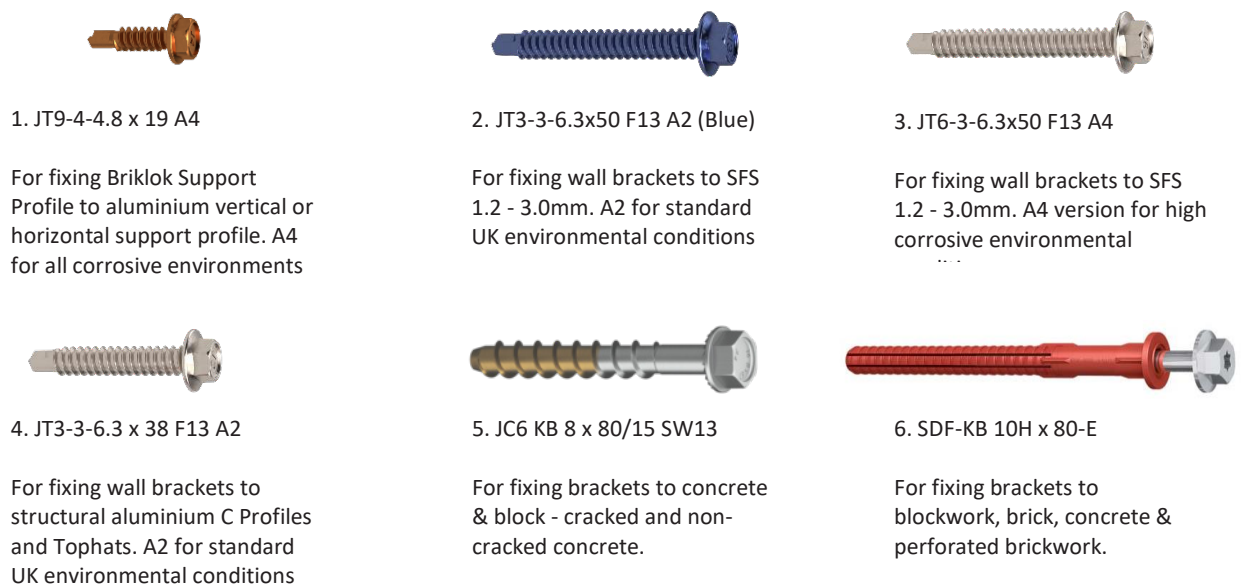 1. JT9-4-4.8 x 19 A4
For fixing Briklok Support
Profile to aluminium vertical or
horizontal support profile. A4
for all corrosive environments
2. JT3-3-6.3x50 F13 A2 (Blue)
For fixing wall brackets to SFS
1.2 - 3.0mm. A2 for standard
UK environmental conditions
3. JT6-3-6.3x50 F13 A4
For fixing wall brackets to SFS
1.2 - 3.0mm. A4 version for high
corrosive environmental
4. JT3-3-6.3 x 38 F13 A2
For fixing wall brackets to
structural aluminium C Profiles
and Tophats. A2 for standard
UK environmental conditions
5. JC6 KB 8 x 80/15 SW13
For fixing brackets to concrete
& block - cracked and non-
cracked concrete.
6. SDF-KB 10H x 80-E
For fixing brackets to
blockwork, brick, concrete &
perforated brickwork.